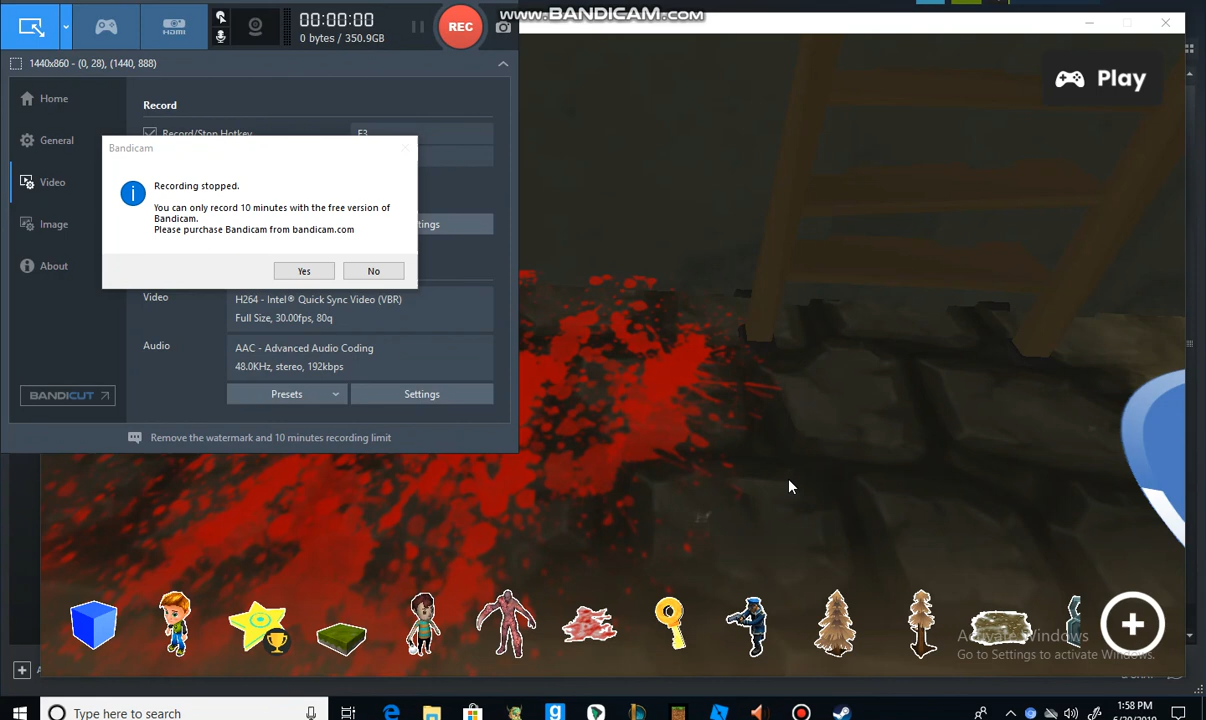 www.BANDICAM.com
00:00:00
0 bytes / 350.9GB
REC
1440x860 - (0, 28), (1440, 888)
Play
Home
Record
Record/Stop Hotkey
F3
General
Bandicam
Video
Recording stopped.
You can only record 10 minutes with the free version of
Bandicam.
Please purchase Bandicam from bandicam.com
Image
tings
About
Yes
No
Video
H264 - Intel® Quick Sync Video (VBR)
Full Size, 30.00fps, 80q
Audio
AAC - Advanced Audio Coding
48.0KHz, stereo, 192kbps
BANDICUT
Presets
Settings
Remove the watermark and 10 minutes recording limit
Activate Windows
Go to Settings to activate Windows.
Type here to search
1:58 PM